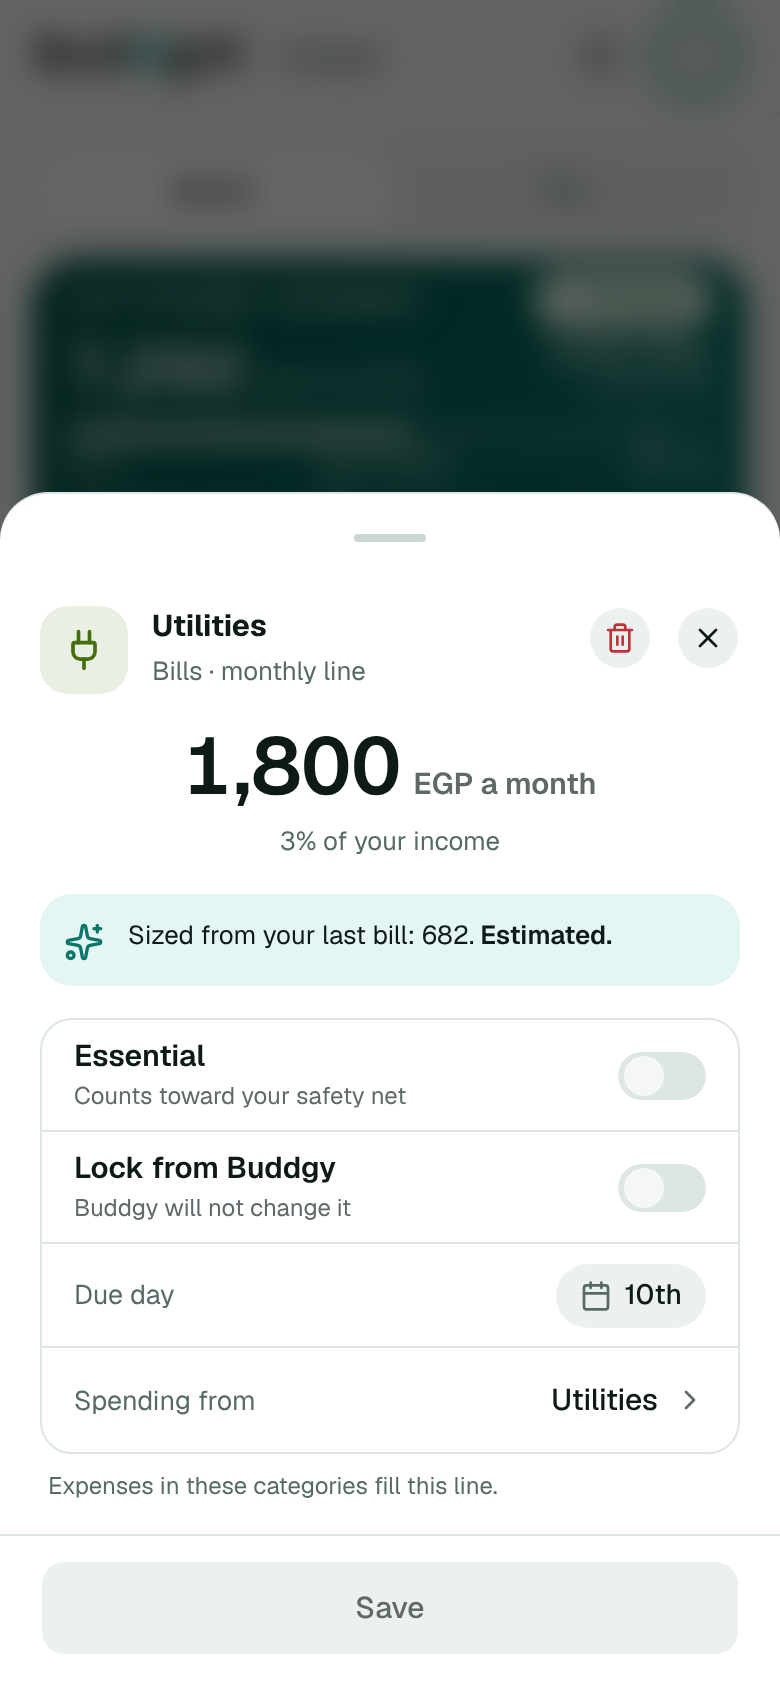 Utilities
Bills · monthly line
1,800 EGP a month
3% of your income
Sized from your last bill: 682. Estimated.
Essential
Counts toward your safety net
Lock from Buddgy
Buddgy will not change it
Due day
10th
Spending from
Utilities
Expenses in these categories fill this line.
Save